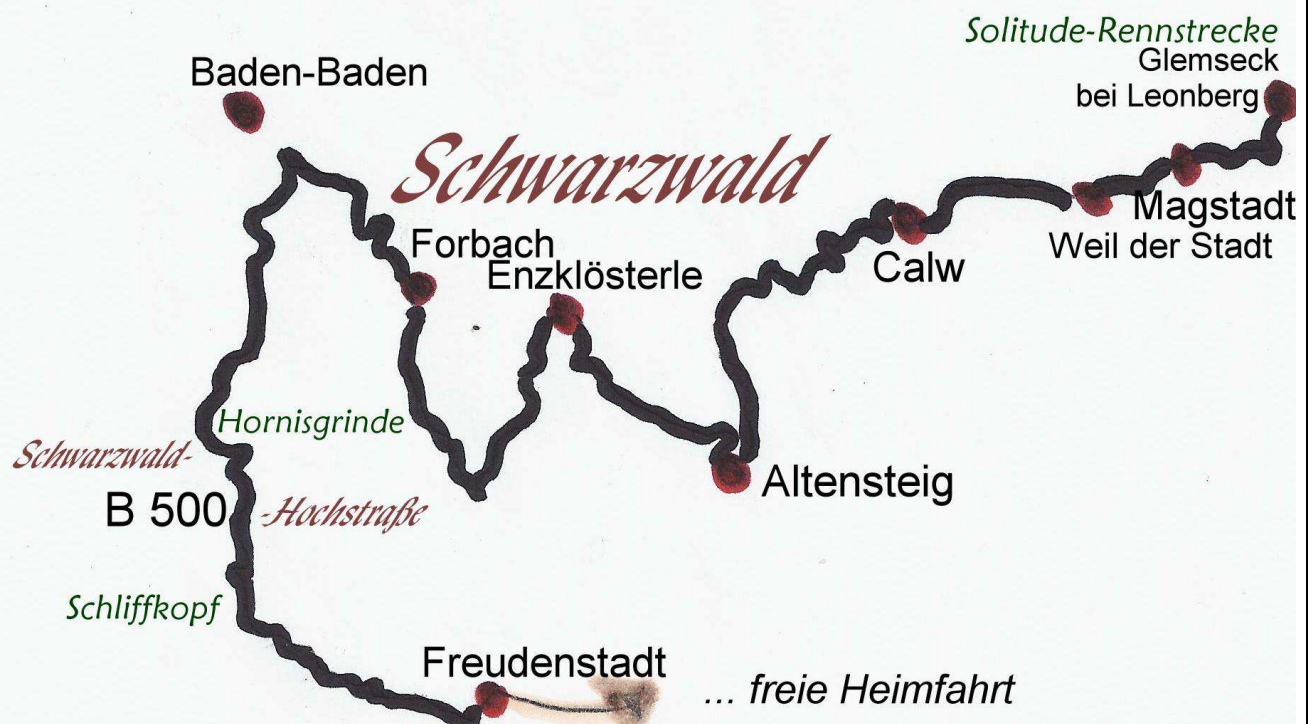 Solitude-Rennstrecke
Glemseck
bei Leonberg
Baden-Baden
Schwarzwald
Magstadt
Weil der Stadt
Forbach
Enzklösterle
Calw
Hornisgrinde
Schwarzwald-
B 500
-Hochstraße
Altensteig
Schliffkopf
Freudenstadt
... freie Heimfahrt